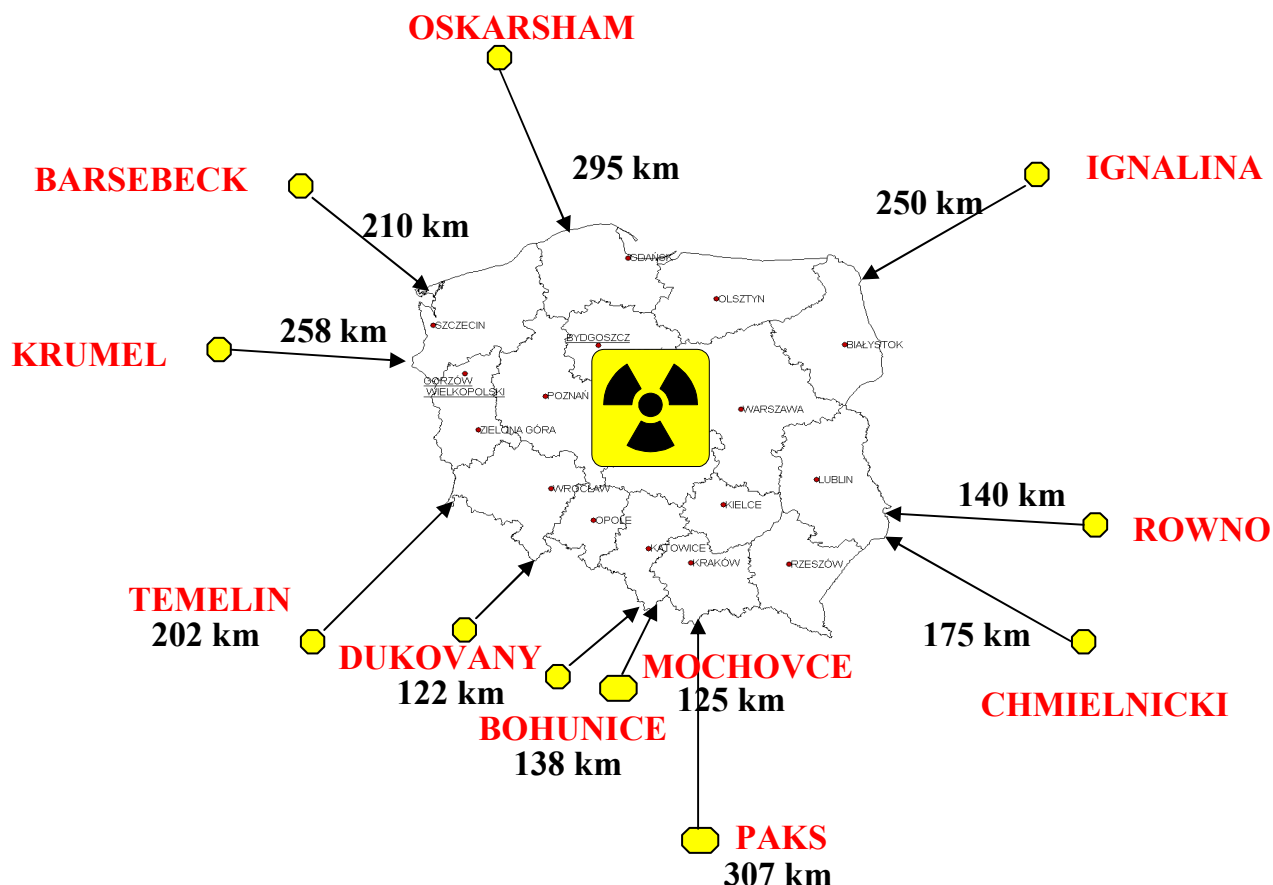 OSKARSHAM
295 km
BARSEBECK
210 km
IGNALINA
250 km
GDAŃSK
OLSZTYN
SZCZECIN
258 km
KRUMEL
BYDGOSZCZ
BIAŁYSTOK
GORZÓW
WIELKOPOLSKI
POZNAŃ
WARSZAWA
ZIELONA GÓRA
LUBLIN
WROCŁAW
KIELCE
140 km
ROWNO
OPOLE
KATOWICE
KRAKÓW
RZESZÓW
TEMELIN
202 km
175 km
DUKOVANY
122 km
MOCHOVCE
125 km
CHMIELNICKI
BOHUNICE
138 km
PAKS
307 km